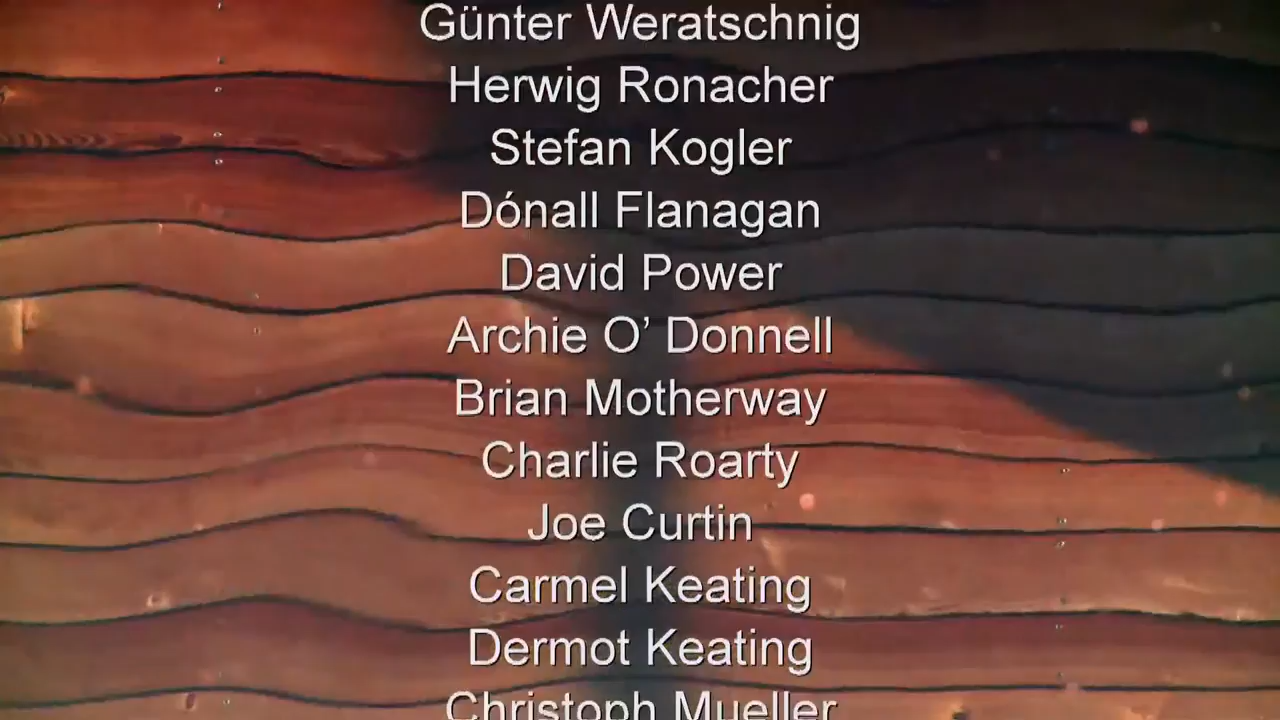 Günter Weratschnig
Herwig Ronacher
Stefan Kogler
Dónall Flanagan
David Power
Archie O’ Donnell
Brian Motherway
Charlie Roarty
Joe Curtin
Carmel Keating
Dermot Keating
Christoph Mueller